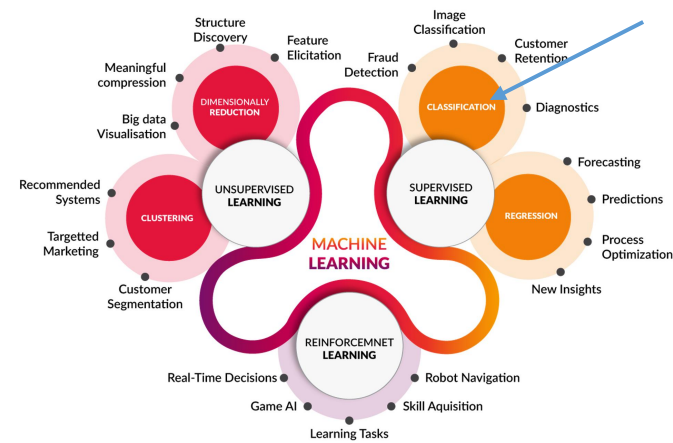 Structure
Discovery
Feature
Elicitation
Meaningful
compression
Big data
Visualisation
DIMENSIONALLY
REDUCTION
Image
Classification
Customer
Retention
Fraud
Detection
CLASSIFICATION
Diagnostics
Recommended
Systems
Targetted
Marketing
Customer
Segmentation
CLUSTERING
UNSUPERVISED
LEARNING
SUPERVISED
LEARNING
REGRESSION
Forecasting
Predictions
Process
Optimization
New Insights
MACHINE
LEARNING
REINFORCEMNET
LEARNING
Real-Time Decisions
Robot Navigation
Game AI
Skill Aquisition
Learning Tasks